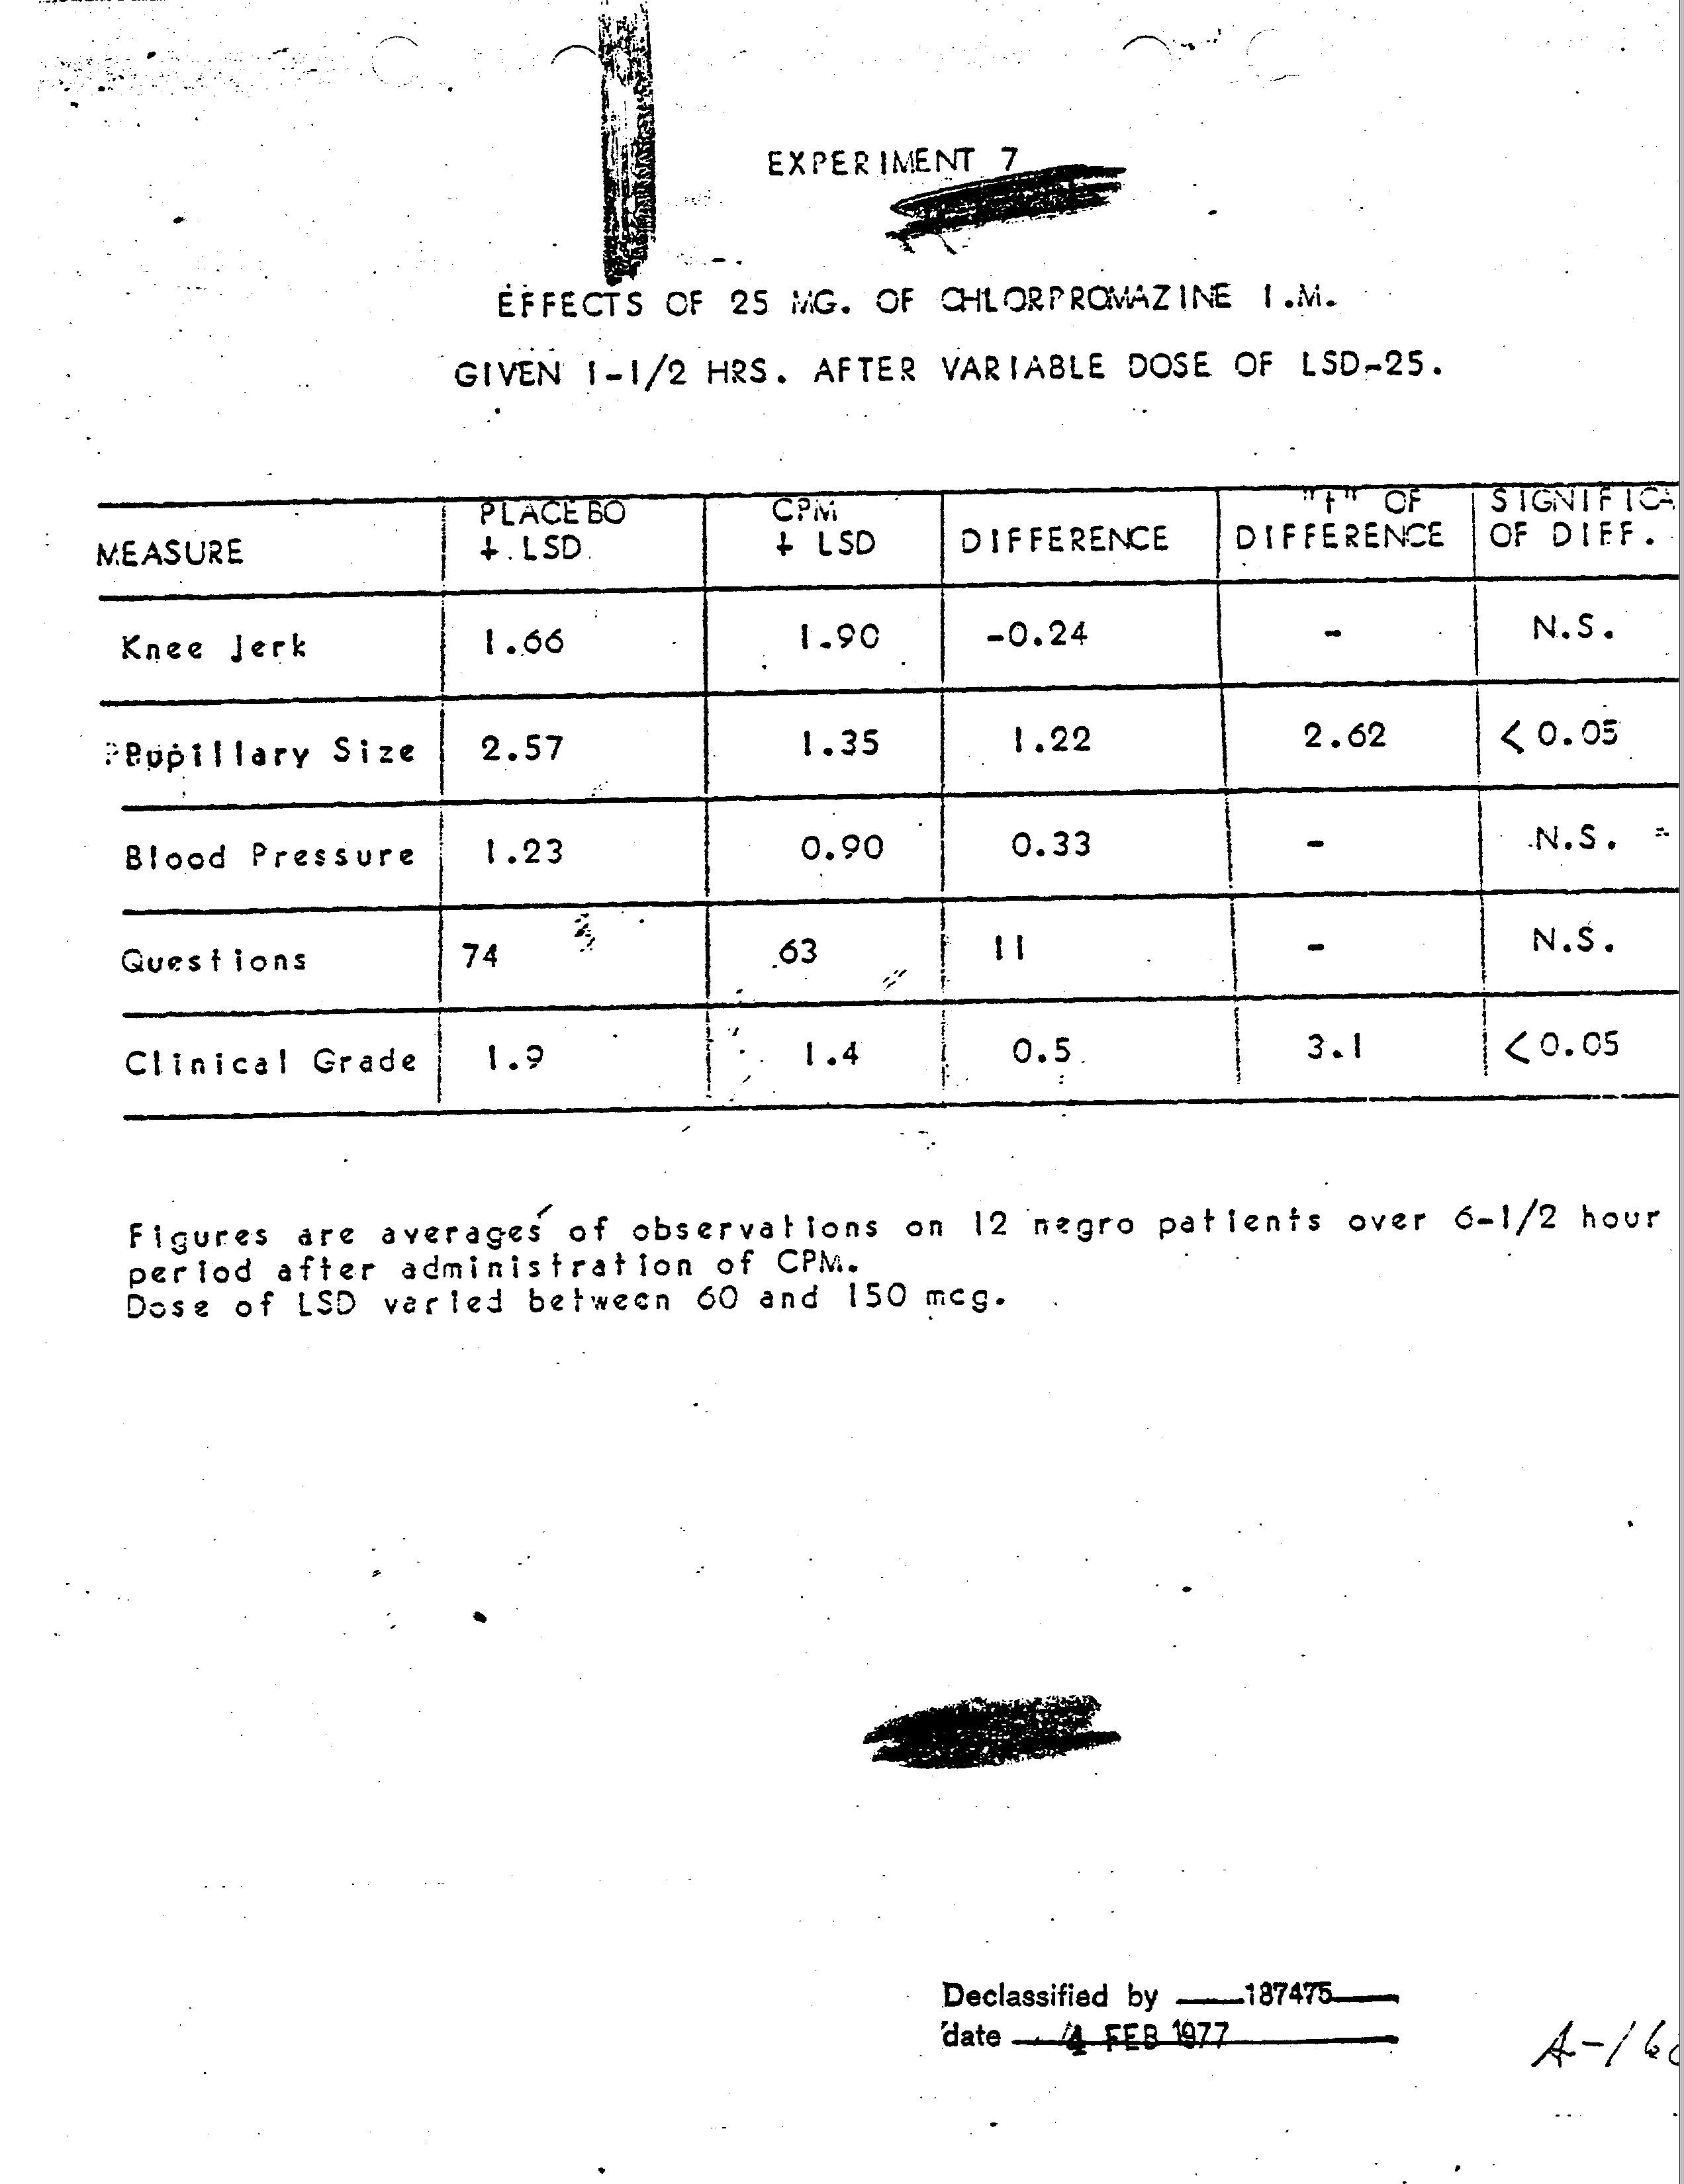 EXPERIMENT 7
EFFECTS OF 25 MG. OF CHLORPROMAZINE I.M.
GIVEN 1-1/2 HRS. AFTER VARIABLE DOSE OF LSD-25.
MEASURE PLACEBO + LSD CPM + LSD DIFFERENCE "t" OF DIFFERENCE SIGNIFICA OF DIFF.
Knee Jerk 1.66 1.90 -0.24 - N.S.
Pupillary Size 2.57 1.35 1.22 2.62 < 0.05
Blood Pressure 1.23 0.90 0.33 - N.S.
Questions 74 63 11 - N.S.
Clinical Grade 1.9 1.4 0.5 3.1 < 0.05
Figures are averages of observations on 12 negro patients over 6-1/2 hour
period after administration of CPM.
Dose of LSD varied between 60 and 150 mcg.
Declassified by 187475
date 4 FEB 1977